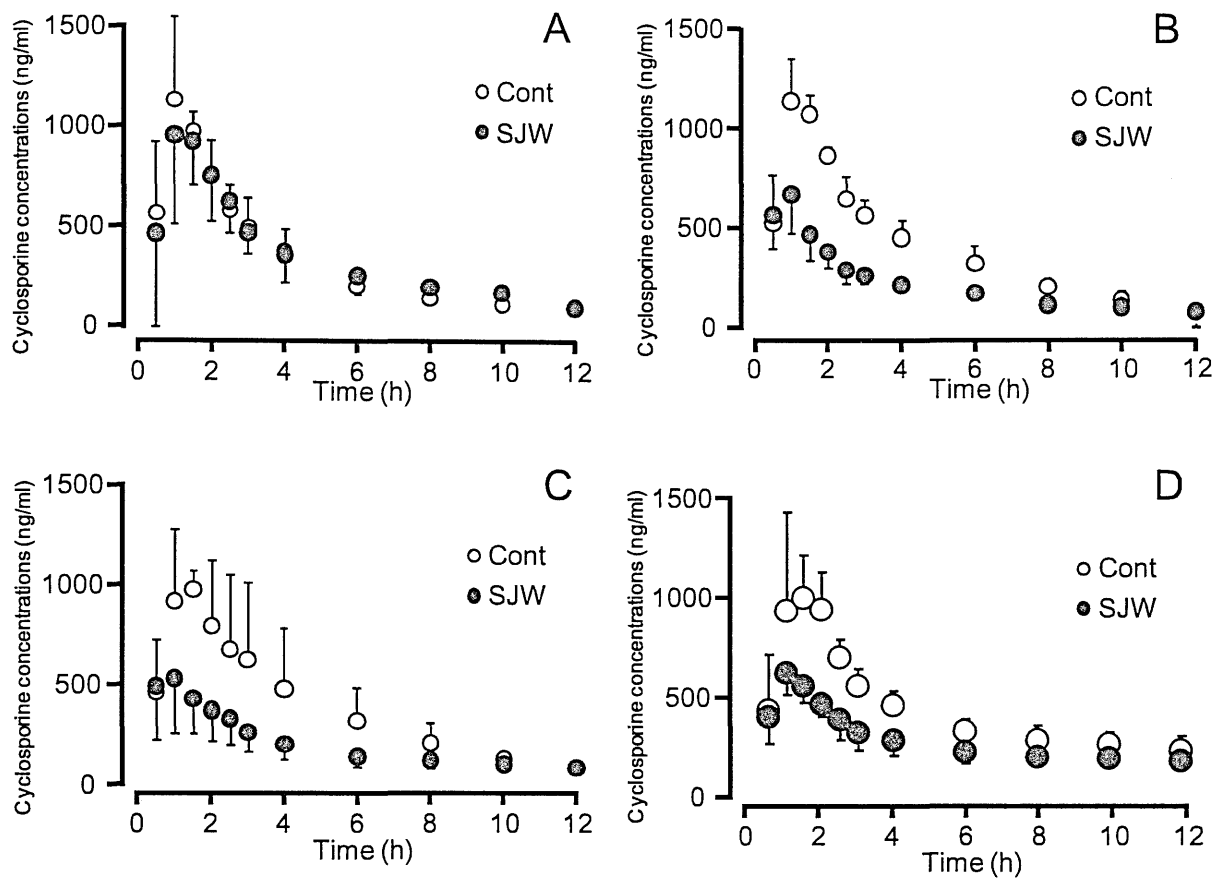 A
Cyclosporine concentrations (ng/ml)
1500
1000
500
0
Cont
SJW
0 2 4 6 8 10 12
Time (h)
B
Cyclosporine concentrations (ng/ml)
1500
1000
500
0
Cont
SJW
0 2 4 6 8 10 12
Time (h)
C
Cyclosporine concentrations (ng/ml)
1500
1000
500
0
Cont
SJW
0 2 4 6 8 10 12
Time (h)
D
Cyclosporine concentrations (ng/ml)
1500
1000
500
0
Cont
SJW
0 2 4 6 8 10 12
Time (h)